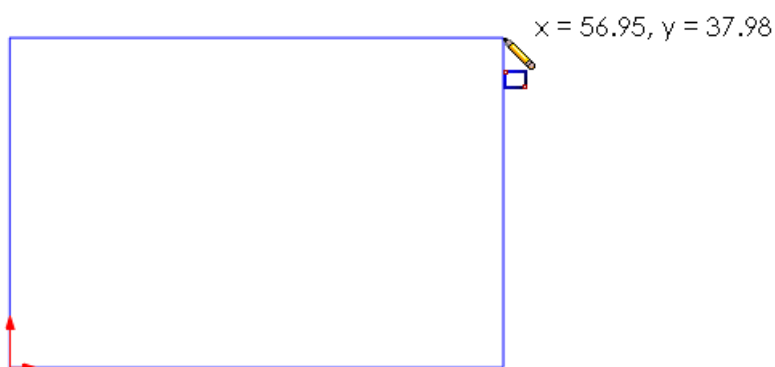 x = 56.95, y = 37.98